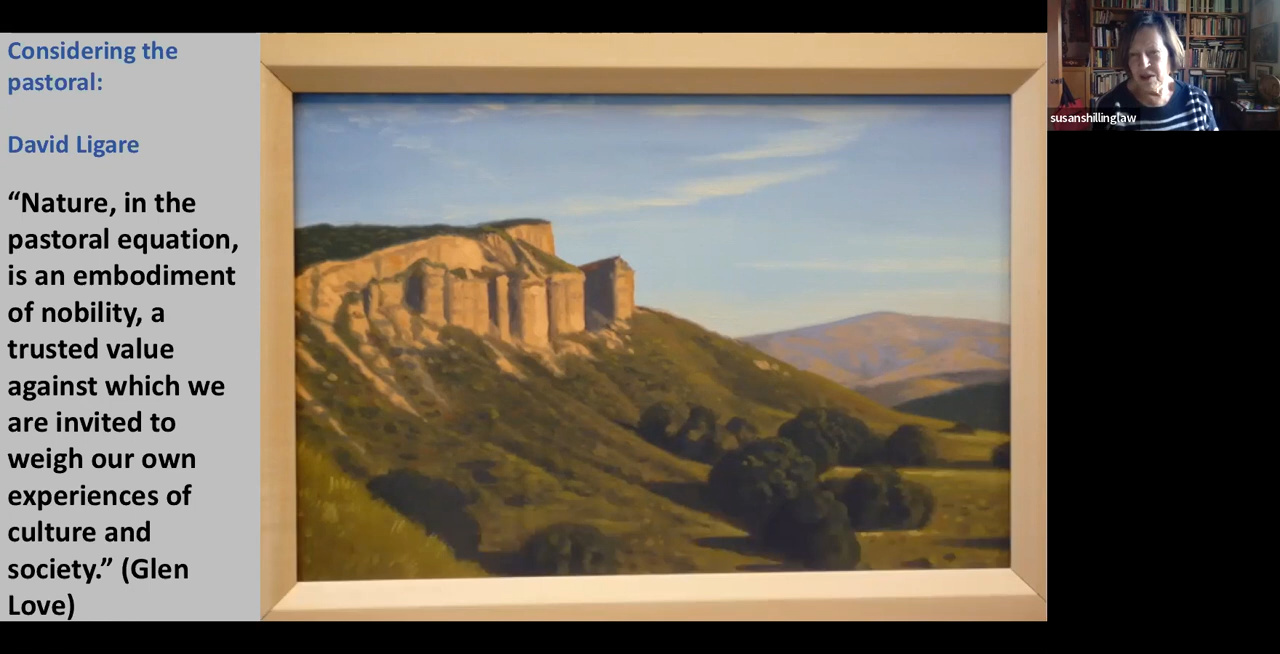 Considering the
pastoral:
David Ligare
“Nature, in the
pastoral equation,
is an embodiment
of nobility, a
trusted value
against which we
are invited to
weigh our own
experiences of
culture and
society.” (Glen
Love)
susanshillinglaw